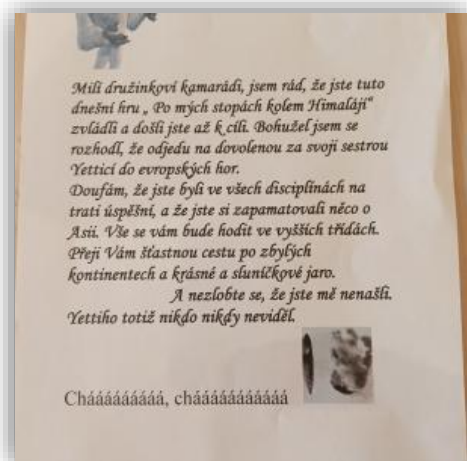 Milí družinkoví kamarádi, jsem rád, že jste tuto
dnešní hru „ Po mých stopách kolem Himalájí“
zvládli a došli jste až k cíli. Bohužel jsem se
rozhodl, že odjedu na dovolenou za svojí sestrou
Yetticí do evropských hor.
Doufám, že jste byli ve všech disciplínách na
trati úspěšní, a že jste si zapamatovali něco o
Asii. Vše se vám bude hodit ve vyšších třídách.
Přeji Vám šťastnou cestu po zbylých
kontinentech a krásné a sluníčkové jaro.
A nezlobte se, že jste mě nenašli.
Yettiho totiž nikdo nikdy neviděl.
Cháááááááááá, cháááááááááááá